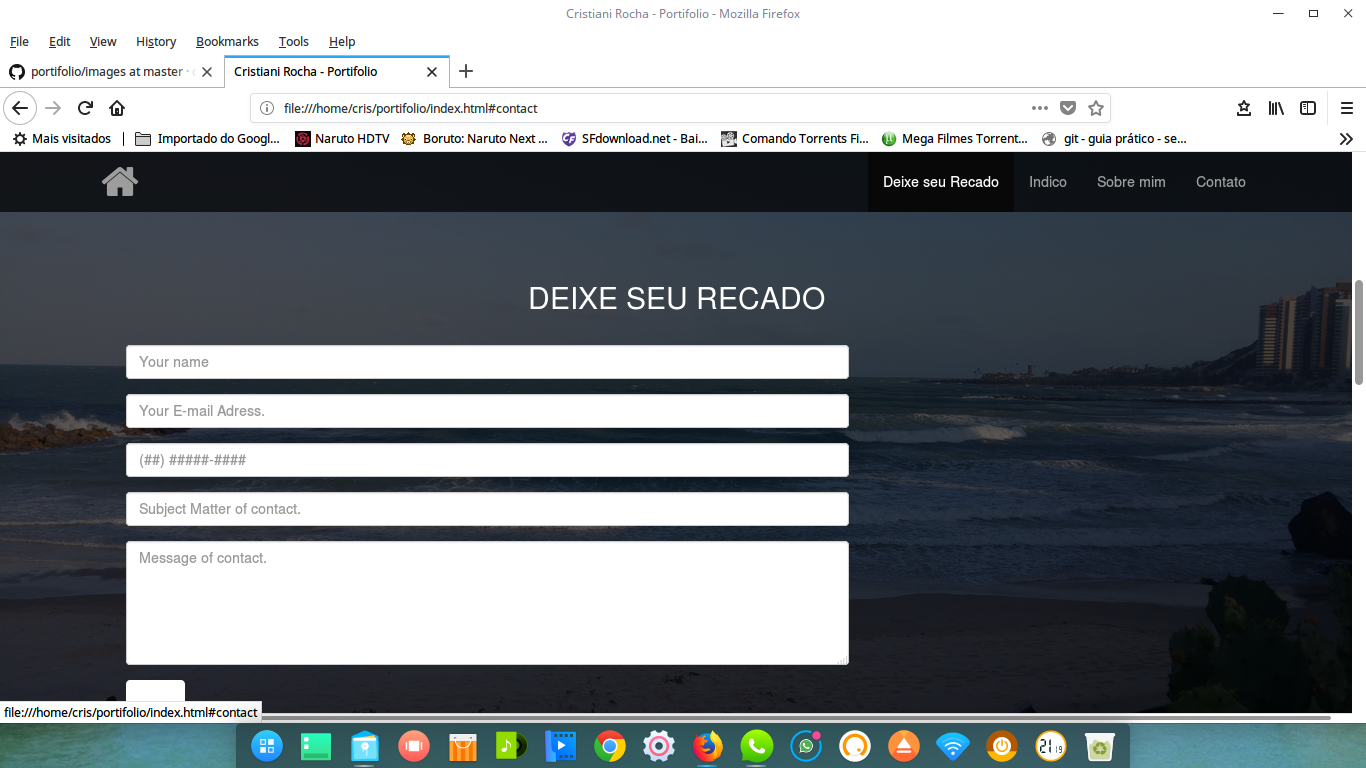 Cristiani Rocha - Portifolio - Mozilla Firefox
File Edit View History Bookmarks Tools Help
portifolio/images at master · Cristiani Rocha - Portifolio
file:///home/cris/portifolio/index.html#contact
Mais visitados Importado do Googl... Naruto HDTV Boruto: Naruto Next ... SFdownload.net - Bai... Comando Torrents Fi... Mega Filmes Torrent... git - guia prático - se...
Deixe seu Recado Indico Sobre mim Contato
DEIXE SEU RECADO
Your name
Your E-mail Adress.
(##) #####-####
Subject Matter of contact.
Message of contact.
file:///home/cris/portifolio/index.html#contact
21 19